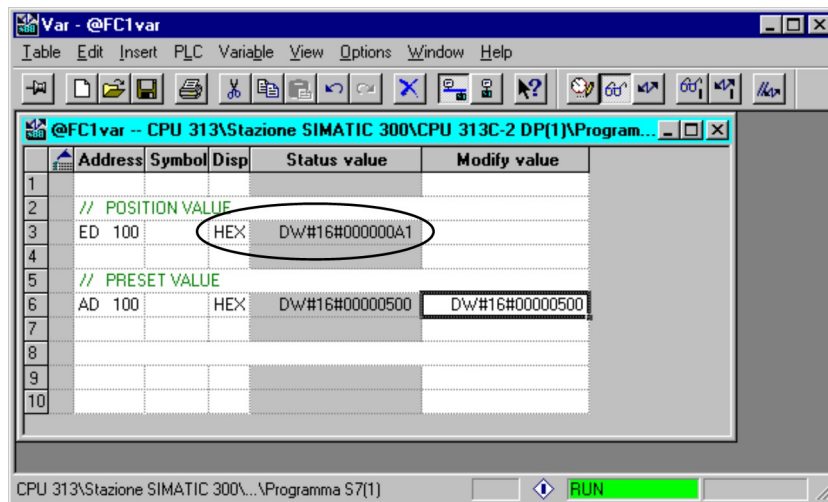 Var - @FC1var
Table Edit Insert PLC Variable View Options Window Help
@FC1var -- CPU 313\Stazione SIMATIC 300\CPU 313C-2 DP(1)\Program...
Address Symbol Disp Status value Modify value
1
2 // POSITION VALUE
3 ED 100 HEX DW#16#000000A1
4
5 // PRESET VALUE
6 AD 100 HEX DW#16#00000500 DW#16#00000500
7
8
9
10
CPU 313\Stazione SIMATIC 300\...\Programma S7(1) RUN